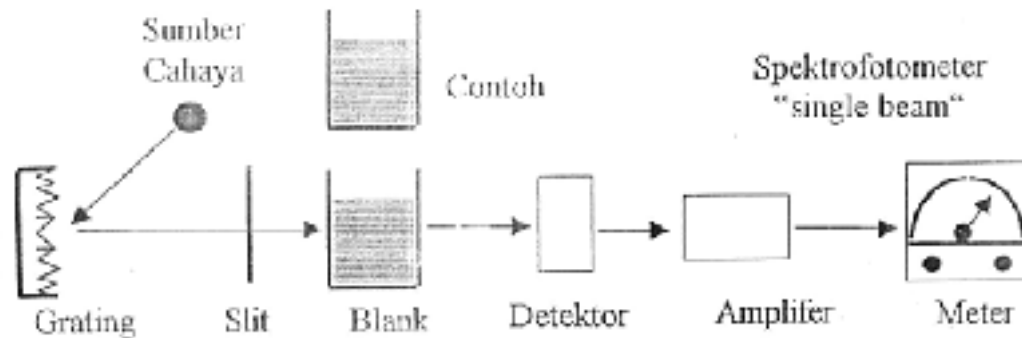 Sumber
Cahaya
Contoh
Spektrofotometer
“single beam“
Grating
Slit
Blank
Detektor
Amplifer
Meter